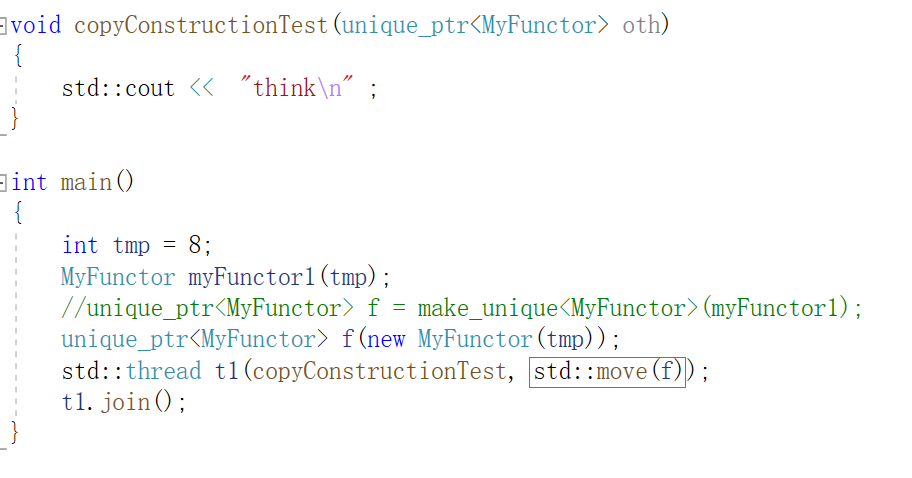 void copyConstructionTest(unique_ptr<MyFunctor> oth)
{
    std::cout << "think\n" ;
}
int main()
{
    int tmp = 8;
    MyFunctor myFunctor1(tmp);
    //unique_ptr<MyFunctor> f = make_unique<MyFunctor>(myFunctor1);
    unique_ptr<MyFunctor> f(new MyFunctor(tmp));
    std::thread t1(copyConstructionTest, std::move(f));
    t1.join();
}